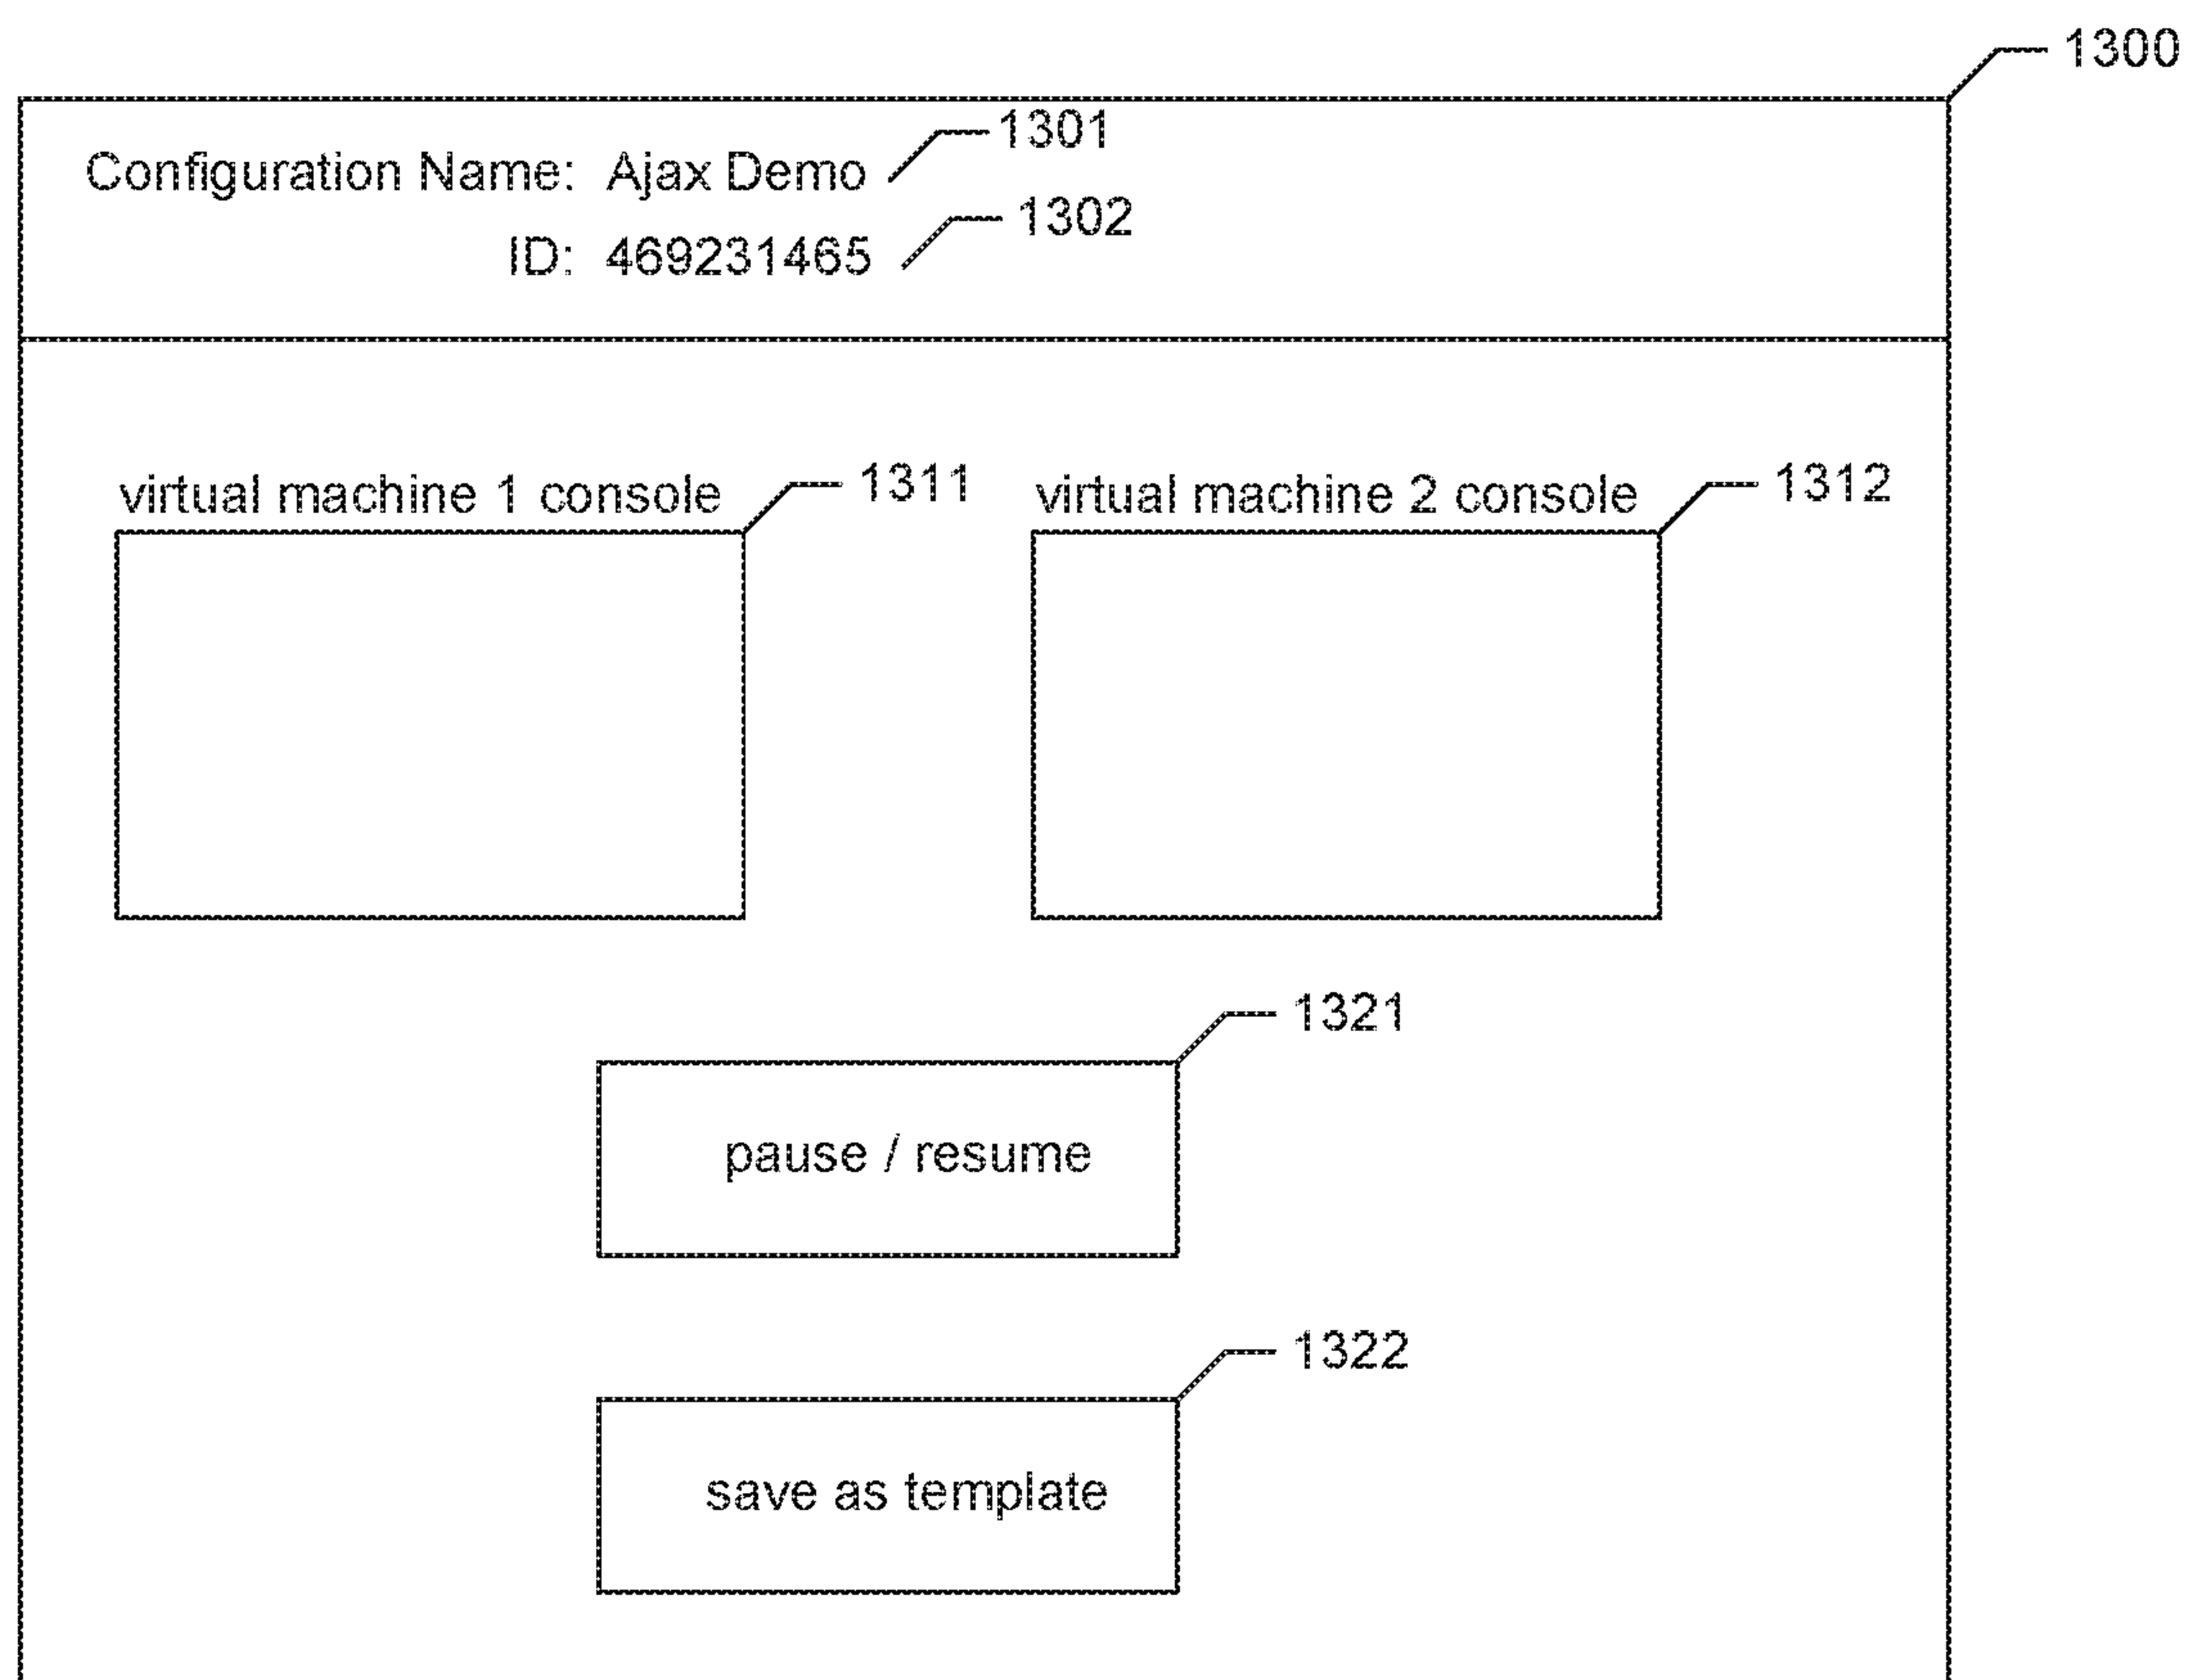 1300
Configuration Name: Ajax Demo 1301
ID: 469231465 1302
virtual machine 1 console 1311
virtual machine 2 console 1312
1321
pause / resume
1322
save as template